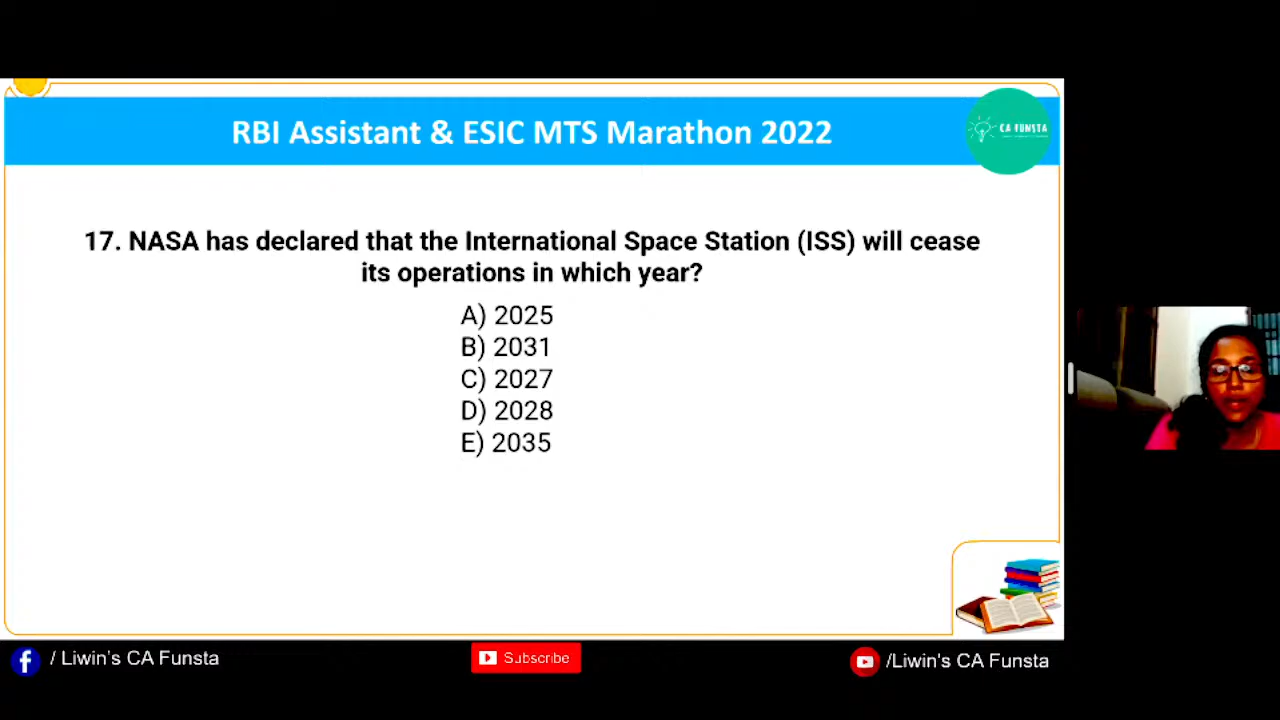 RBI Assistant & ESIC MTS Marathon 2022
CA FUNSTA
17. NASA has declared that the International Space Station (ISS) will cease
its operations in which year?
A) 2025
B) 2031
C) 2027
D) 2028
E) 2035
/ Liwin's CA Funsta
Subscribe
/Liwin's CA Funsta